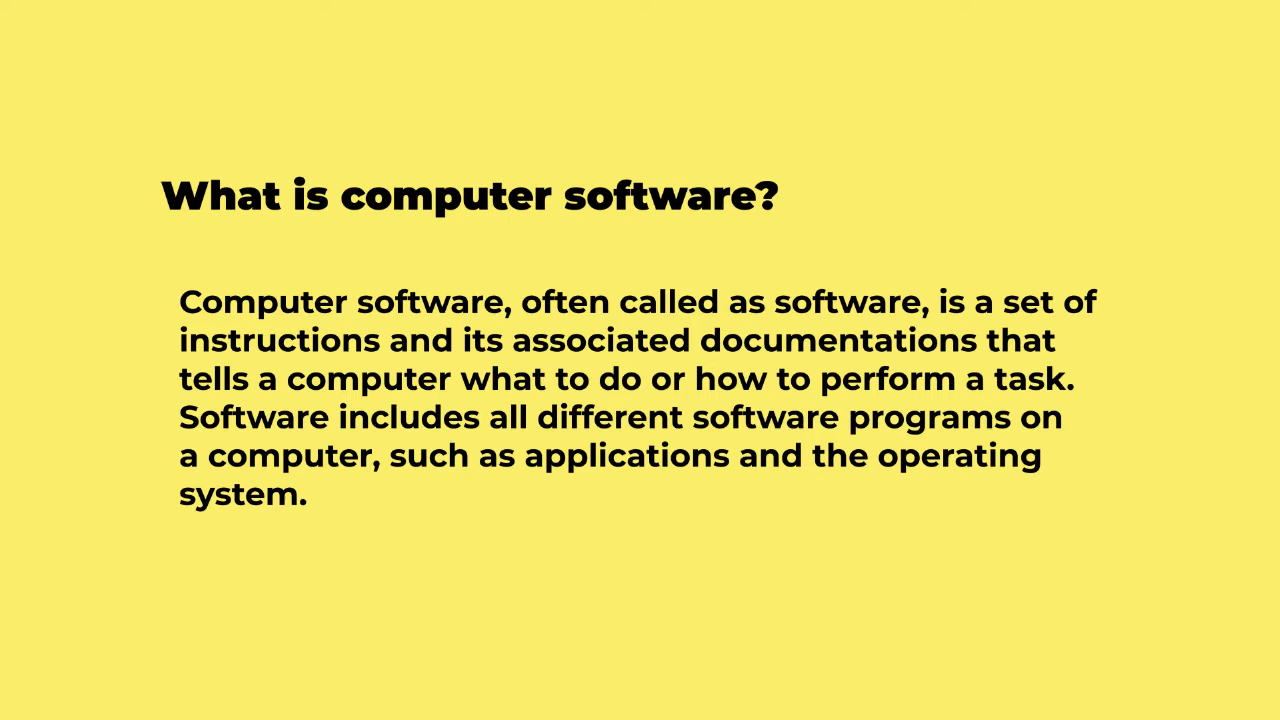 What is computer software?
Computer software, often called as software, is a set of
instructions and its associated documentations that
tells a computer what to do or how to perform a task.
Software includes all different software programs on
a computer, such as applications and the operating
system.